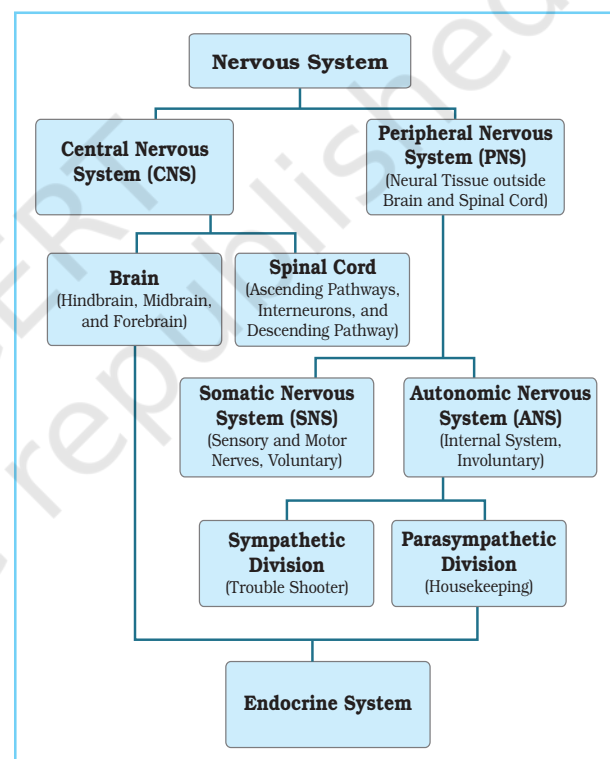 Nervous System
Central Nervous
System (CNS)
Peripheral Nervous
System (PNS)
(Neural Tissue outside
Brain and Spinal Cord)
Brain
(Hindbrain, Midbrain,
and Forebrain)
Spinal Cord
(Ascending Pathways,
Interneurons, and
Descending Pathway)
Somatic Nervous
System (SNS)
(Sensory and Motor
Nerves, Voluntary)
Autonomic Nervous
System (ANS)
(Internal System,
Involuntary)
Sympathetic
Division
(Trouble Shooter)
Parasympathetic
Division
(Housekeeping)
Endocrine System
republished